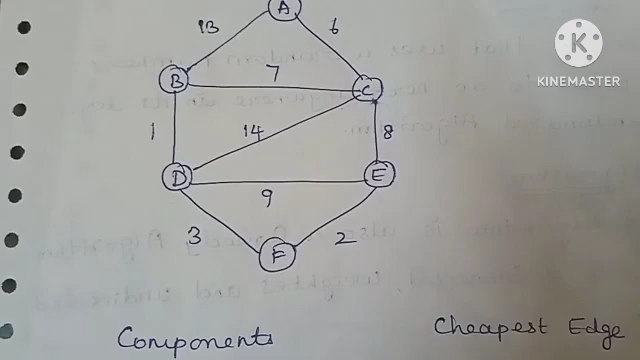 A
13 6
KINEMASTER
B 7 C
1 14 8
D 9 E
3 2
F
Components Cheapest Edge